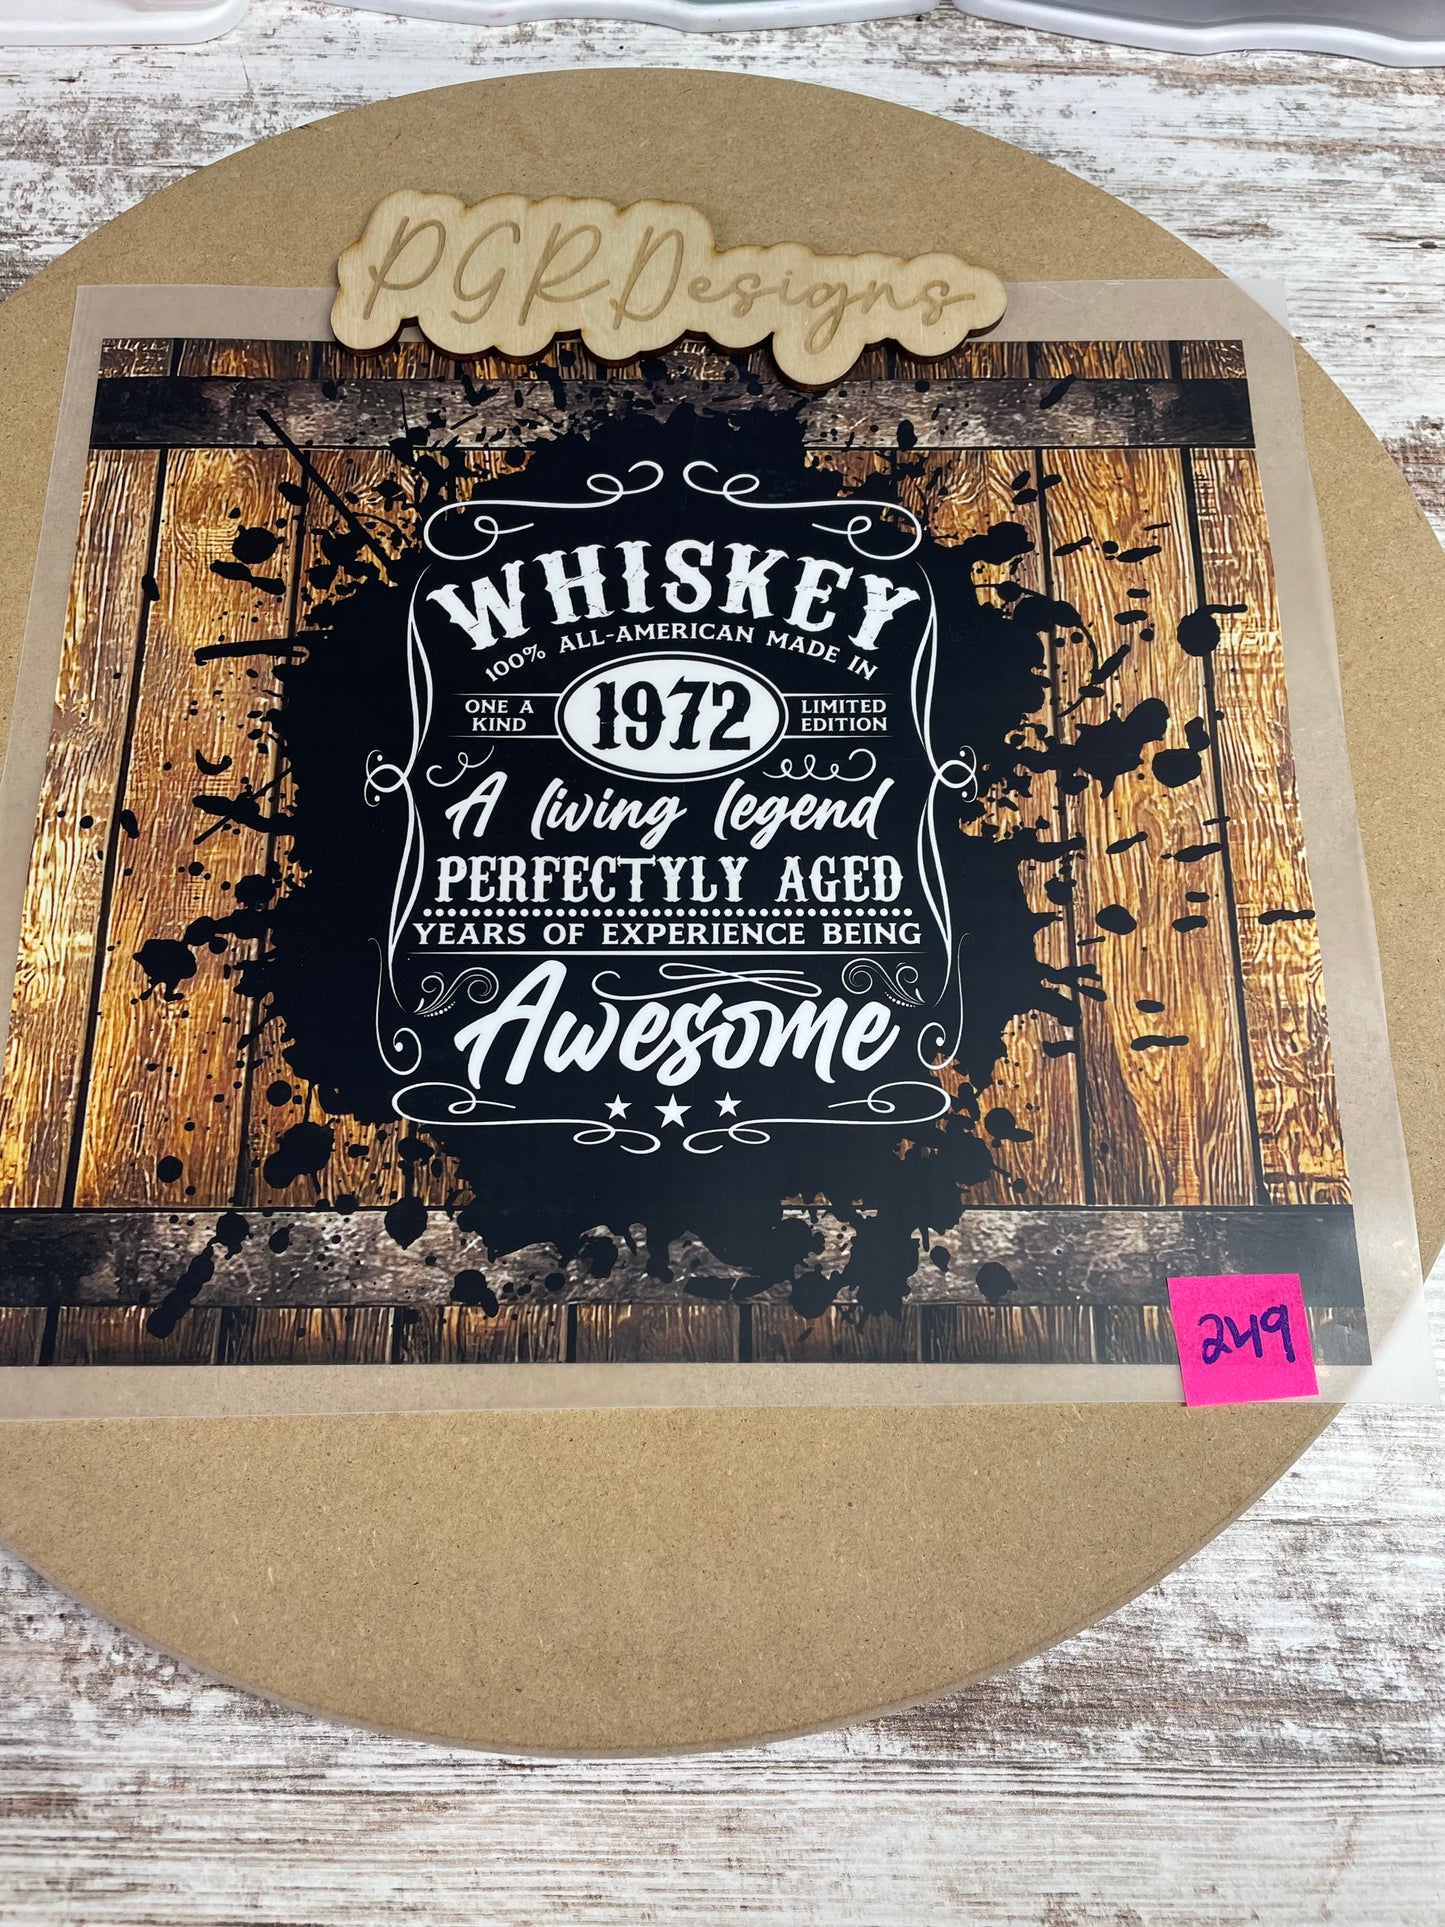 PGRDesigns
WHISKEY
100% ALL-AMERICAN MADE IN
ONE A KIND
1972
LIMITED EDITION
A living legend
PERFECTYLY AGED
YEARS OF EXPERIENCE BEING
Awesome
249